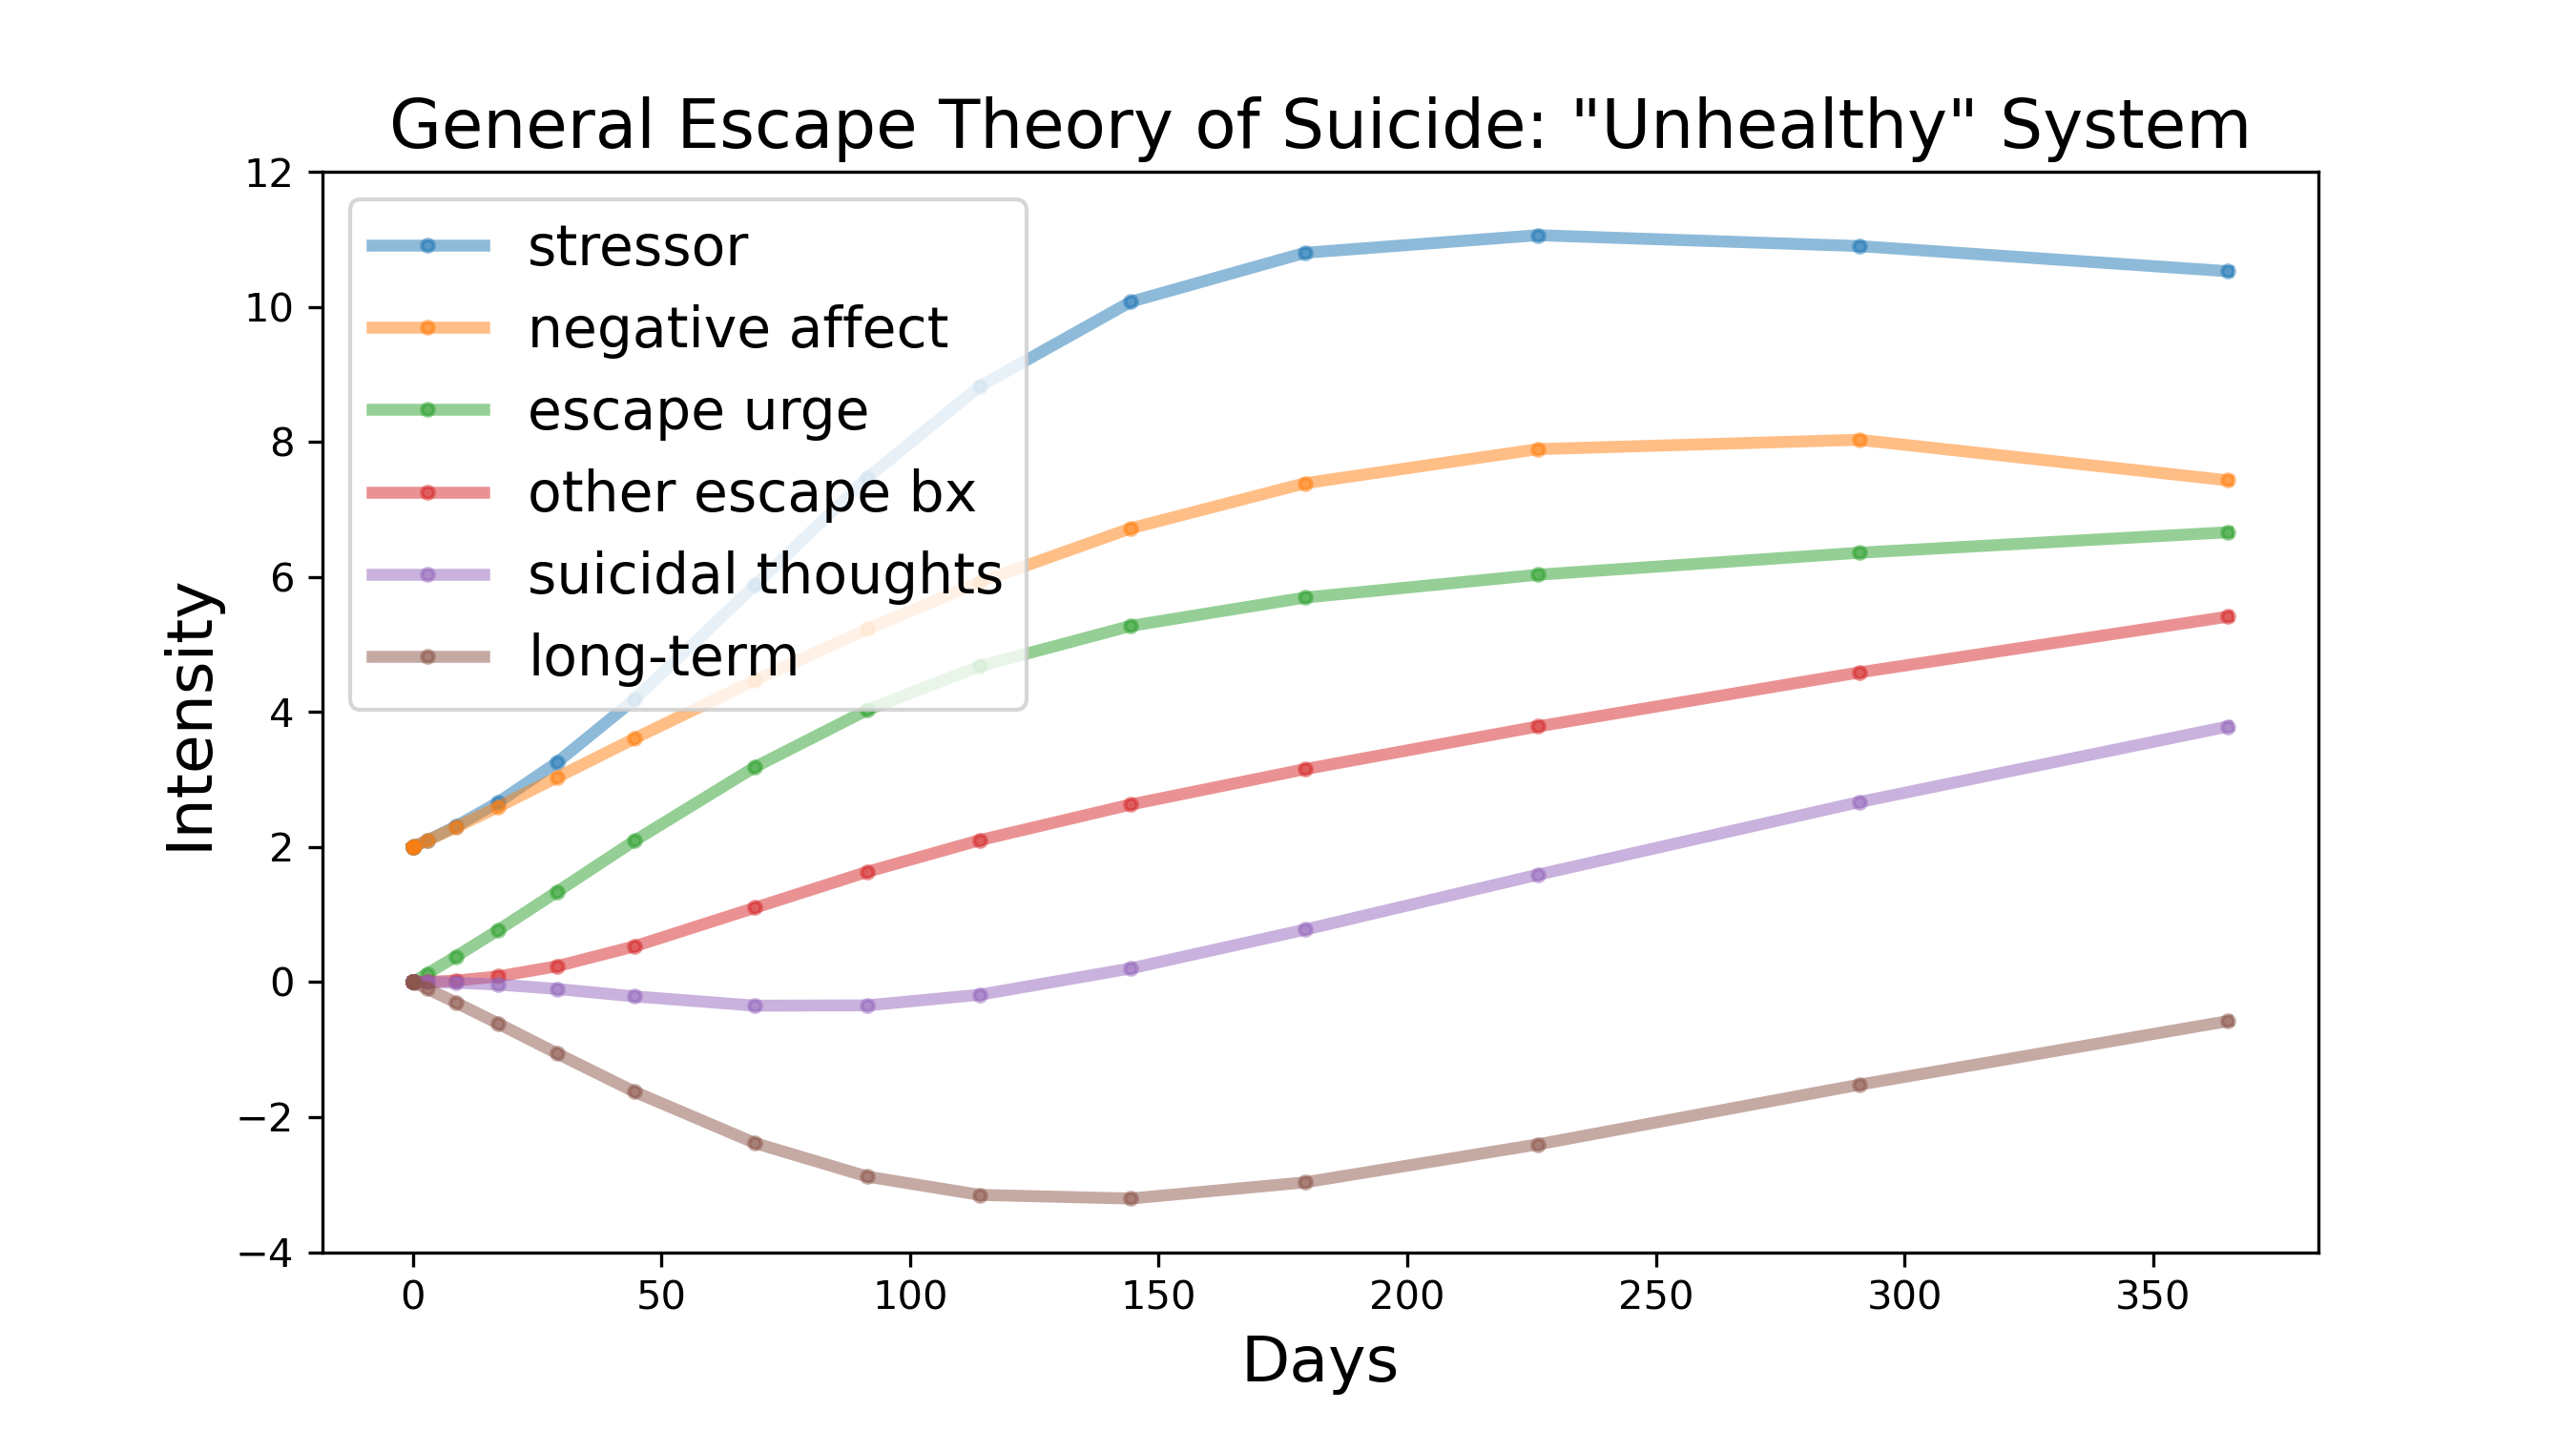 General Escape Theory of Suicide: "Unhealthy" System
12
10
8
6
4
2
0
−2
−4
Intensity
stressor
negative affect
escape urge
other escape bx
suicidal thoughts
long-term
0 50 100 150 200 250 300 350
Days